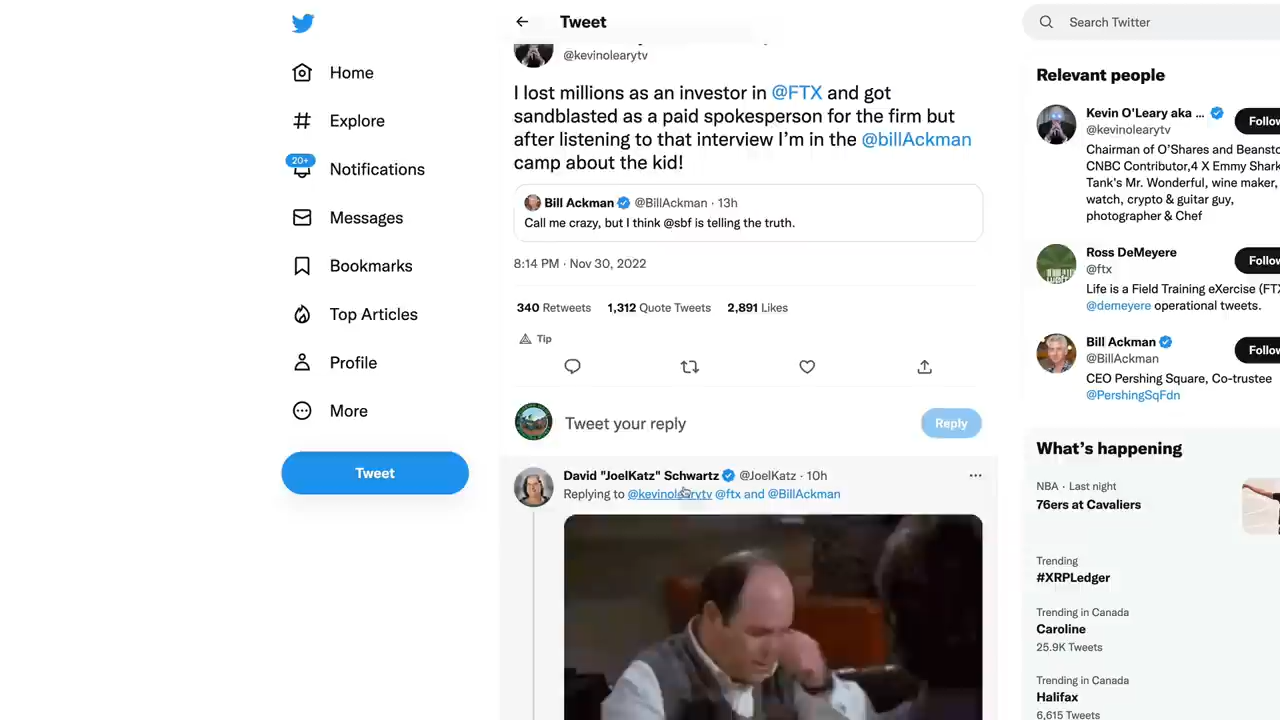 Tweet
Search Twitter
Home
Explore
20+
Notifications
Messages
Bookmarks
Top Articles
Profile
More
Tweet
@kevinolearytv
I lost millions as an investor in @FTX and got
sandblasted as a paid spokesperson for the firm but
after listening to that interview I’m in the @billAckman
camp about the kid!
Bill Ackman @BillAckman · 13h
Call me crazy, but I think @sbf is telling the truth.
8:14 PM · Nov 30, 2022
340 Retweets 1,312 Quote Tweets 2,891 Likes
Tip
Tweet your reply
Reply
David "JoelKatz" Schwartz @JoelKatz · 10h
Replying to @kevinolearytv @ftx and @BillAckman
Relevant people
Kevin O'Leary aka ...
@kevinolearytv
Follow
Chairman of O’Shares and Beansto
CNBC Contributor,4 X Emmy Shark
Tank’s Mr. Wonderful, wine maker,
watch, crypto & guitar guy,
photographer & Chef
Ross DeMeyere
@ftx
Follow
Life is a Field Training eXercise (FTX
@demeyere operational tweets.
Bill Ackman
@BillAckman
Follow
CEO Pershing Square, Co-trustee
@PershingSqFdn
What’s happening
NBA · Last night
76ers at Cavaliers
Trending
#XRPLedger
Trending in Canada
Caroline
25.9K Tweets
Trending in Canada
Halifax
6,615 Tweets